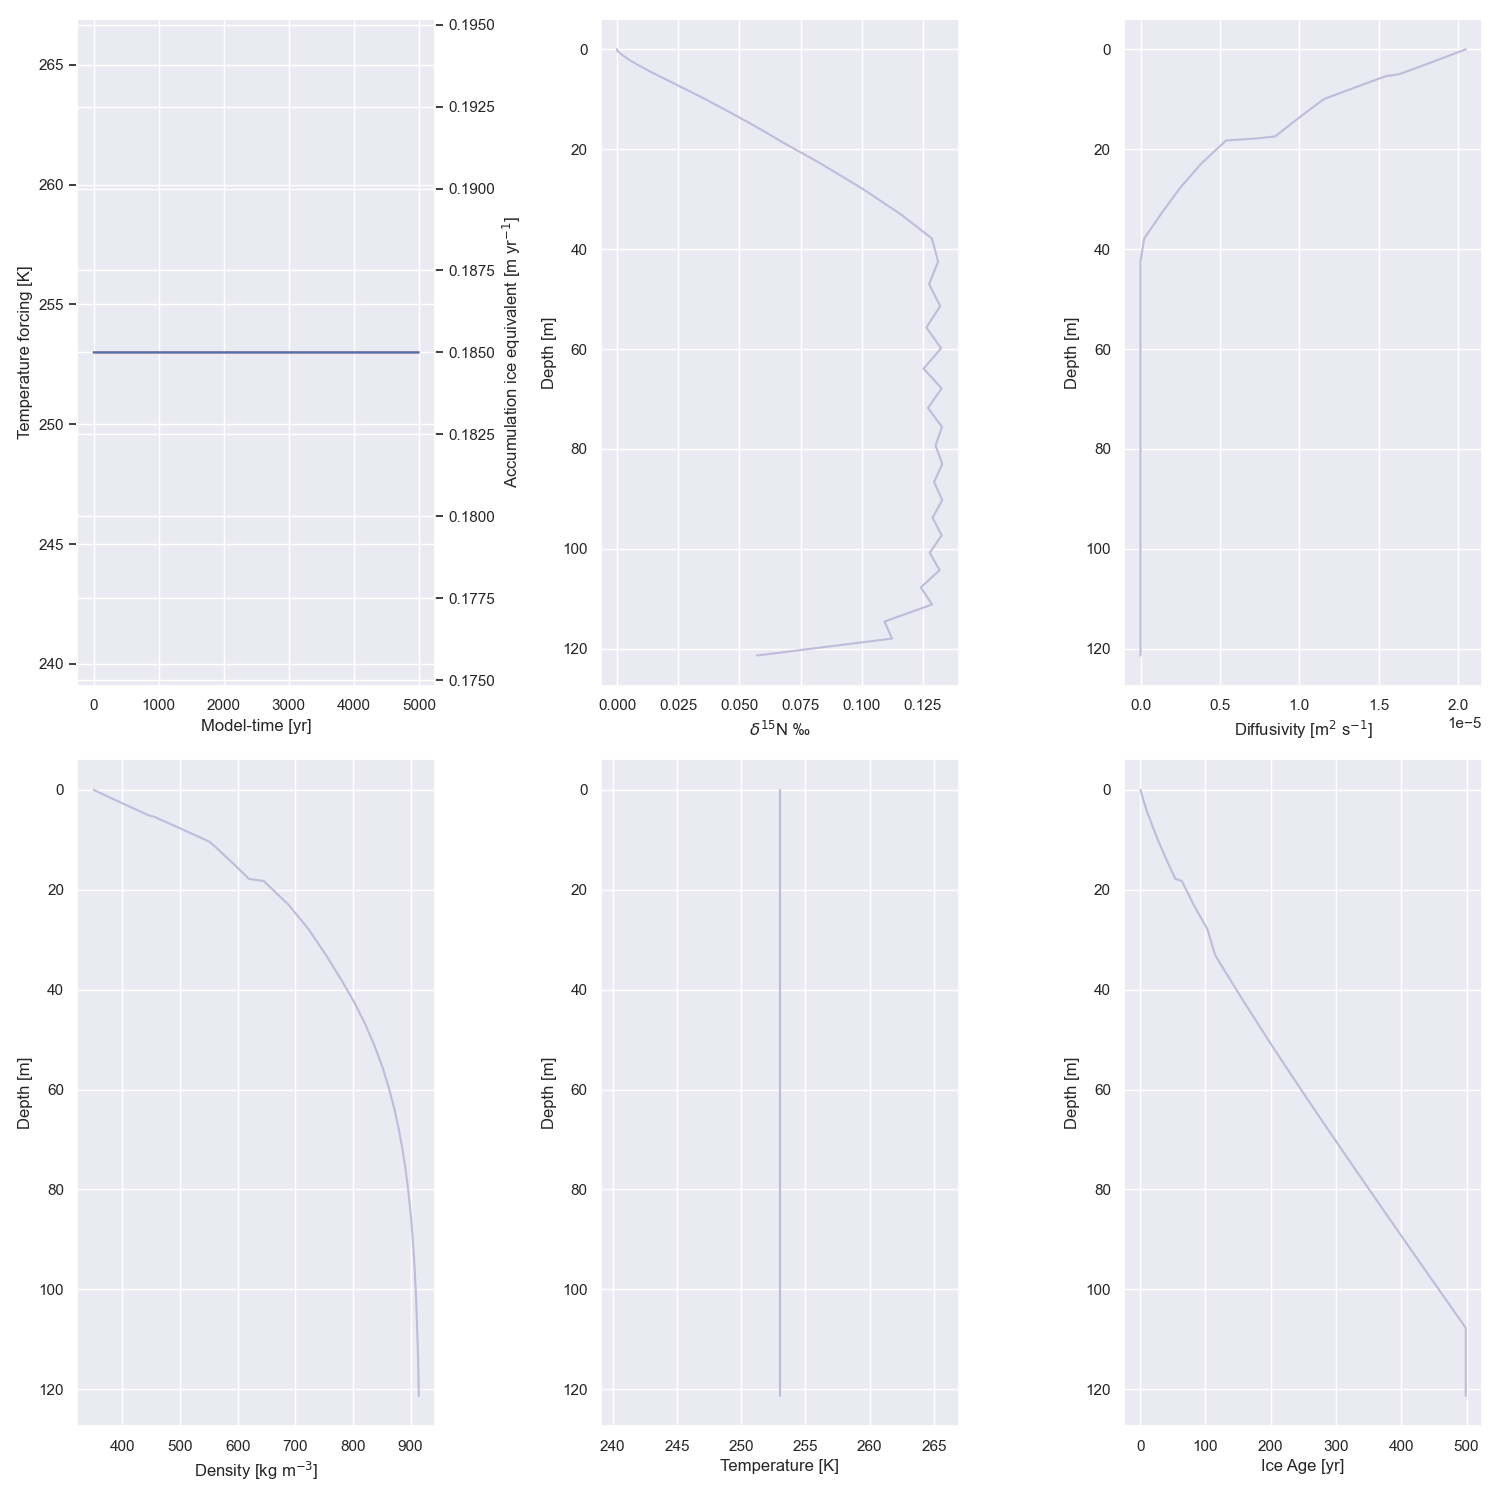 Temperature forcing [K]
265
260
255
250
245
240
0 1000 2000 3000 4000 5000
Model-time [yr]
0.1950
0.1925
0.1900
0.1875
0.1850
0.1825
0.1800
0.1775
0.1750
Accumulation ice equivalent [m yr⁻¹]
Depth [m]
0
20
40
60
80
100
120
0.000 0.025 0.050 0.075 0.100 0.125
δ¹⁵N ‰
Depth [m]
0
20
40
60
80
100
120
0.0 0.5 1.0 1.5 2.0
1e−5
Diffusivity [m² s⁻¹]
Depth [m]
0
20
40
60
80
100
120
400 500 600 700 800 900
Density [kg m⁻³]
Depth [m]
0
20
40
60
80
100
120
240 245 250 255 260 265
Temperature [K]
Depth [m]
0
20
40
60
80
100
120
0 100 200 300 400 500
Ice Age [yr]